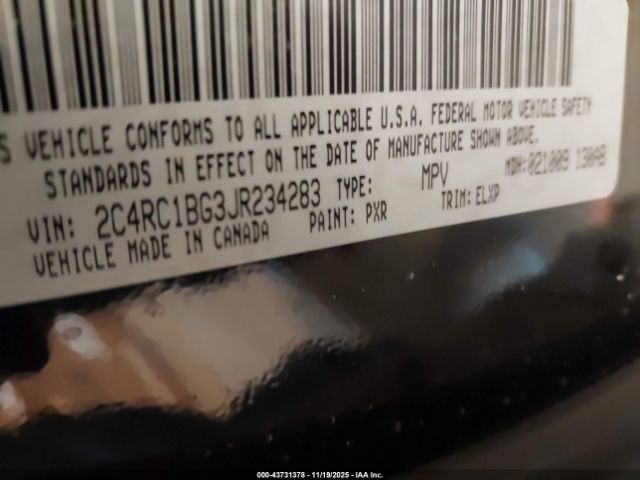 S VEHICLE CONFORMS TO ALL APPLICABLE U.S.A. FEDERAL MOTOR VEHICLE SAFETY
STANDARDS IN EFFECT ON THE DATE OF MANUFACTURE SHOWN ABOVE.
MDH: 021009 130AB
VIN: 2C4RC1BG3JR234283 TYPE: MPV
VEHICLE MADE IN CANADA PAINT: PXR TRIM: ELXP
000-43731378 - 11/19/2025 - IAA Inc.